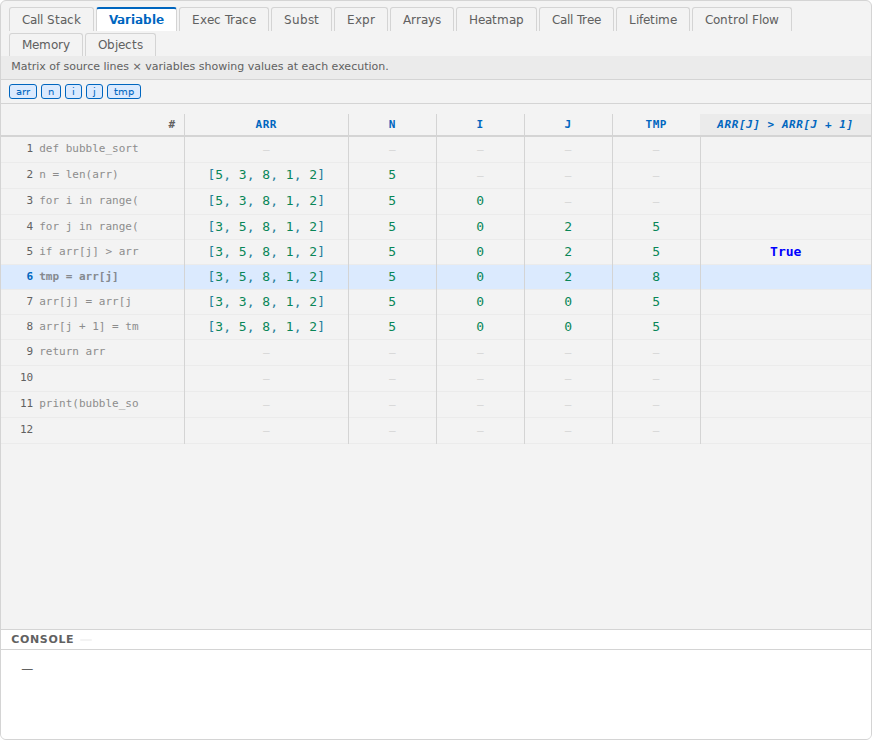 Call Stack Variable Exec Trace Subst Expr Arrays Heatmap Call Tree Lifetime Control Flow
Memory Objects
Matrix of source lines × variables showing values at each execution.
arr n i j tmp
# ARR N I J TMP ARR[J] > ARR[J + 1]
1 def bubble_sort – – – – –
2 n = len(arr) [5, 3, 8, 1, 2] 5 – – –
3 for i in range( [5, 3, 8, 1, 2] 5 0 – –
4 for j in range( [3, 5, 8, 1, 2] 5 0 2 5
5 if arr[j] > arr [3, 5, 8, 1, 2] 5 0 2 5 True
6 tmp = arr[j] [3, 5, 8, 1, 2] 5 0 2 8
7 arr[j] = arr[j [3, 3, 8, 1, 2] 5 0 0 5
8 arr[j + 1] = tm [3, 5, 8, 1, 2] 5 0 0 5
9 return arr – – – – –
10 – – – – –
11 print(bubble_so – – – – –
12 – – – – –
CONSOLE —
—